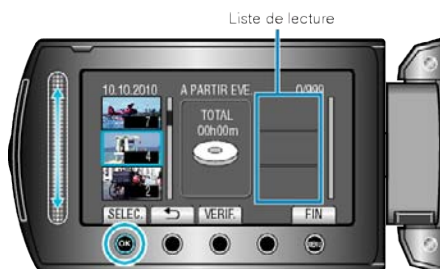 Liste de lecture
10.10.2010 A PARTIR EVE. 0/999
TOTAL
00h00m
7
4
2
SELEC. VERIF. FIN
OK MENU